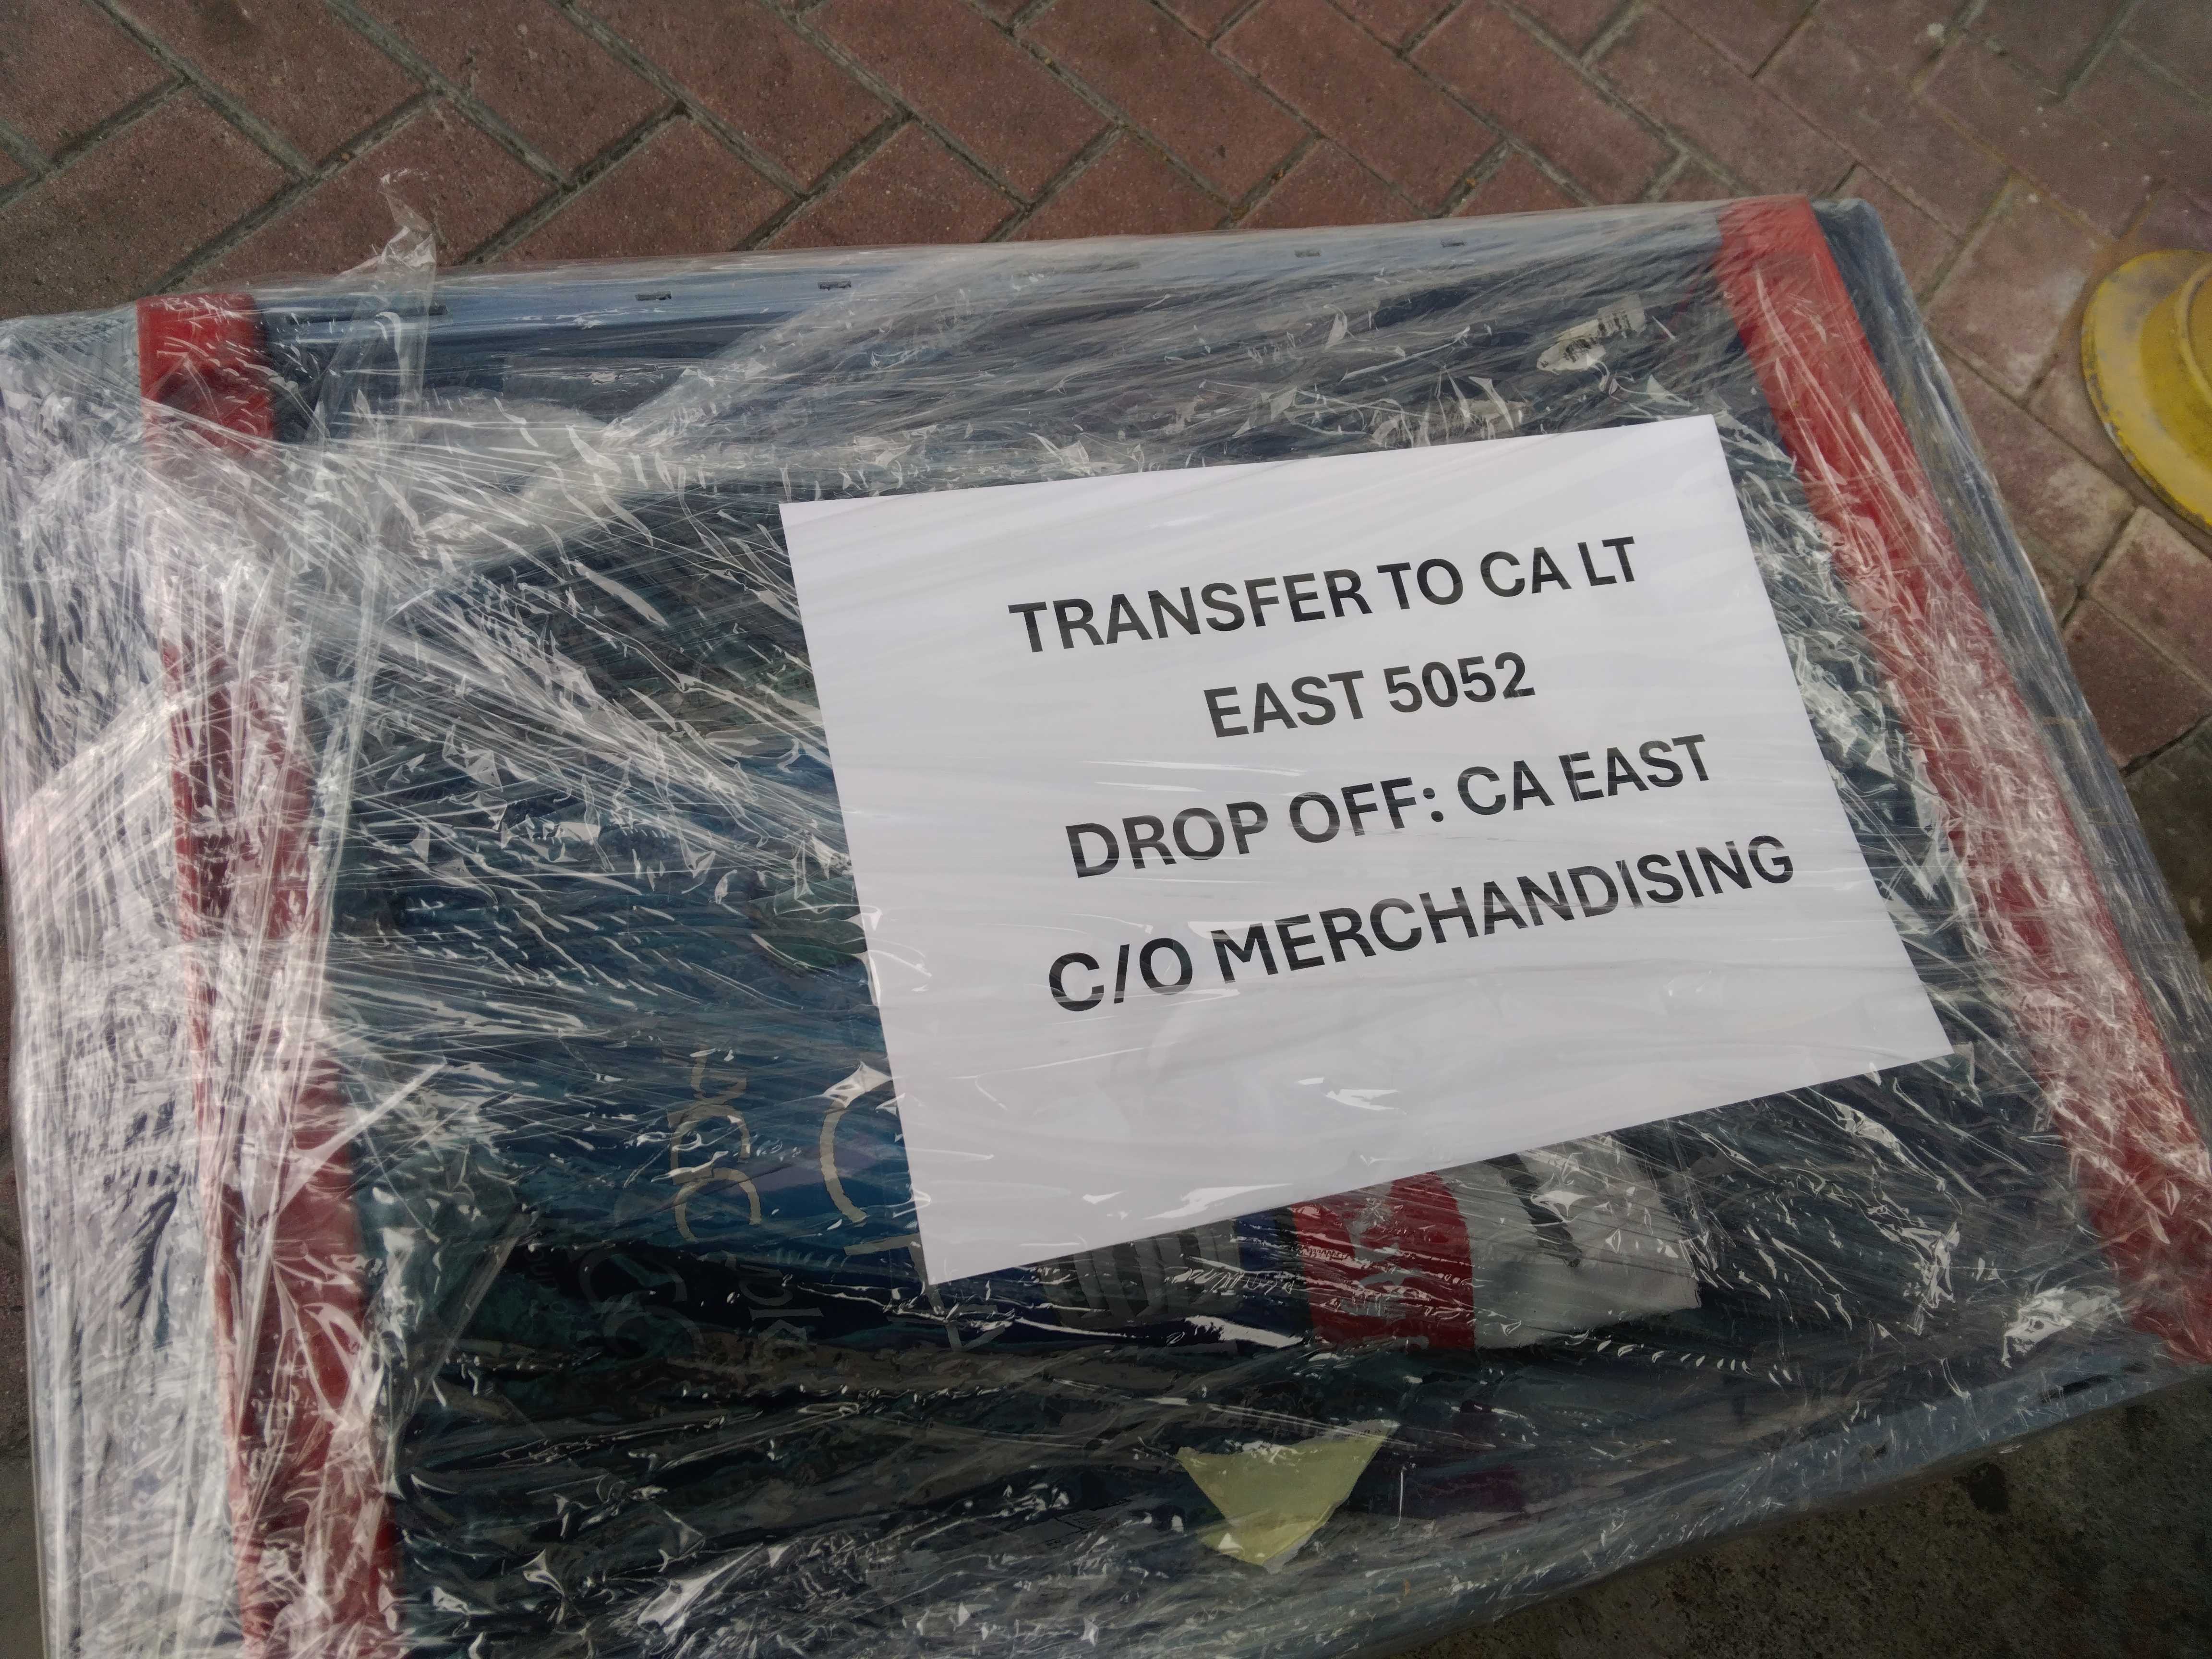 TRANSFER TO CA LT
EAST 5052
DROP OFF: CA EAST
C/O MERCHANDISING